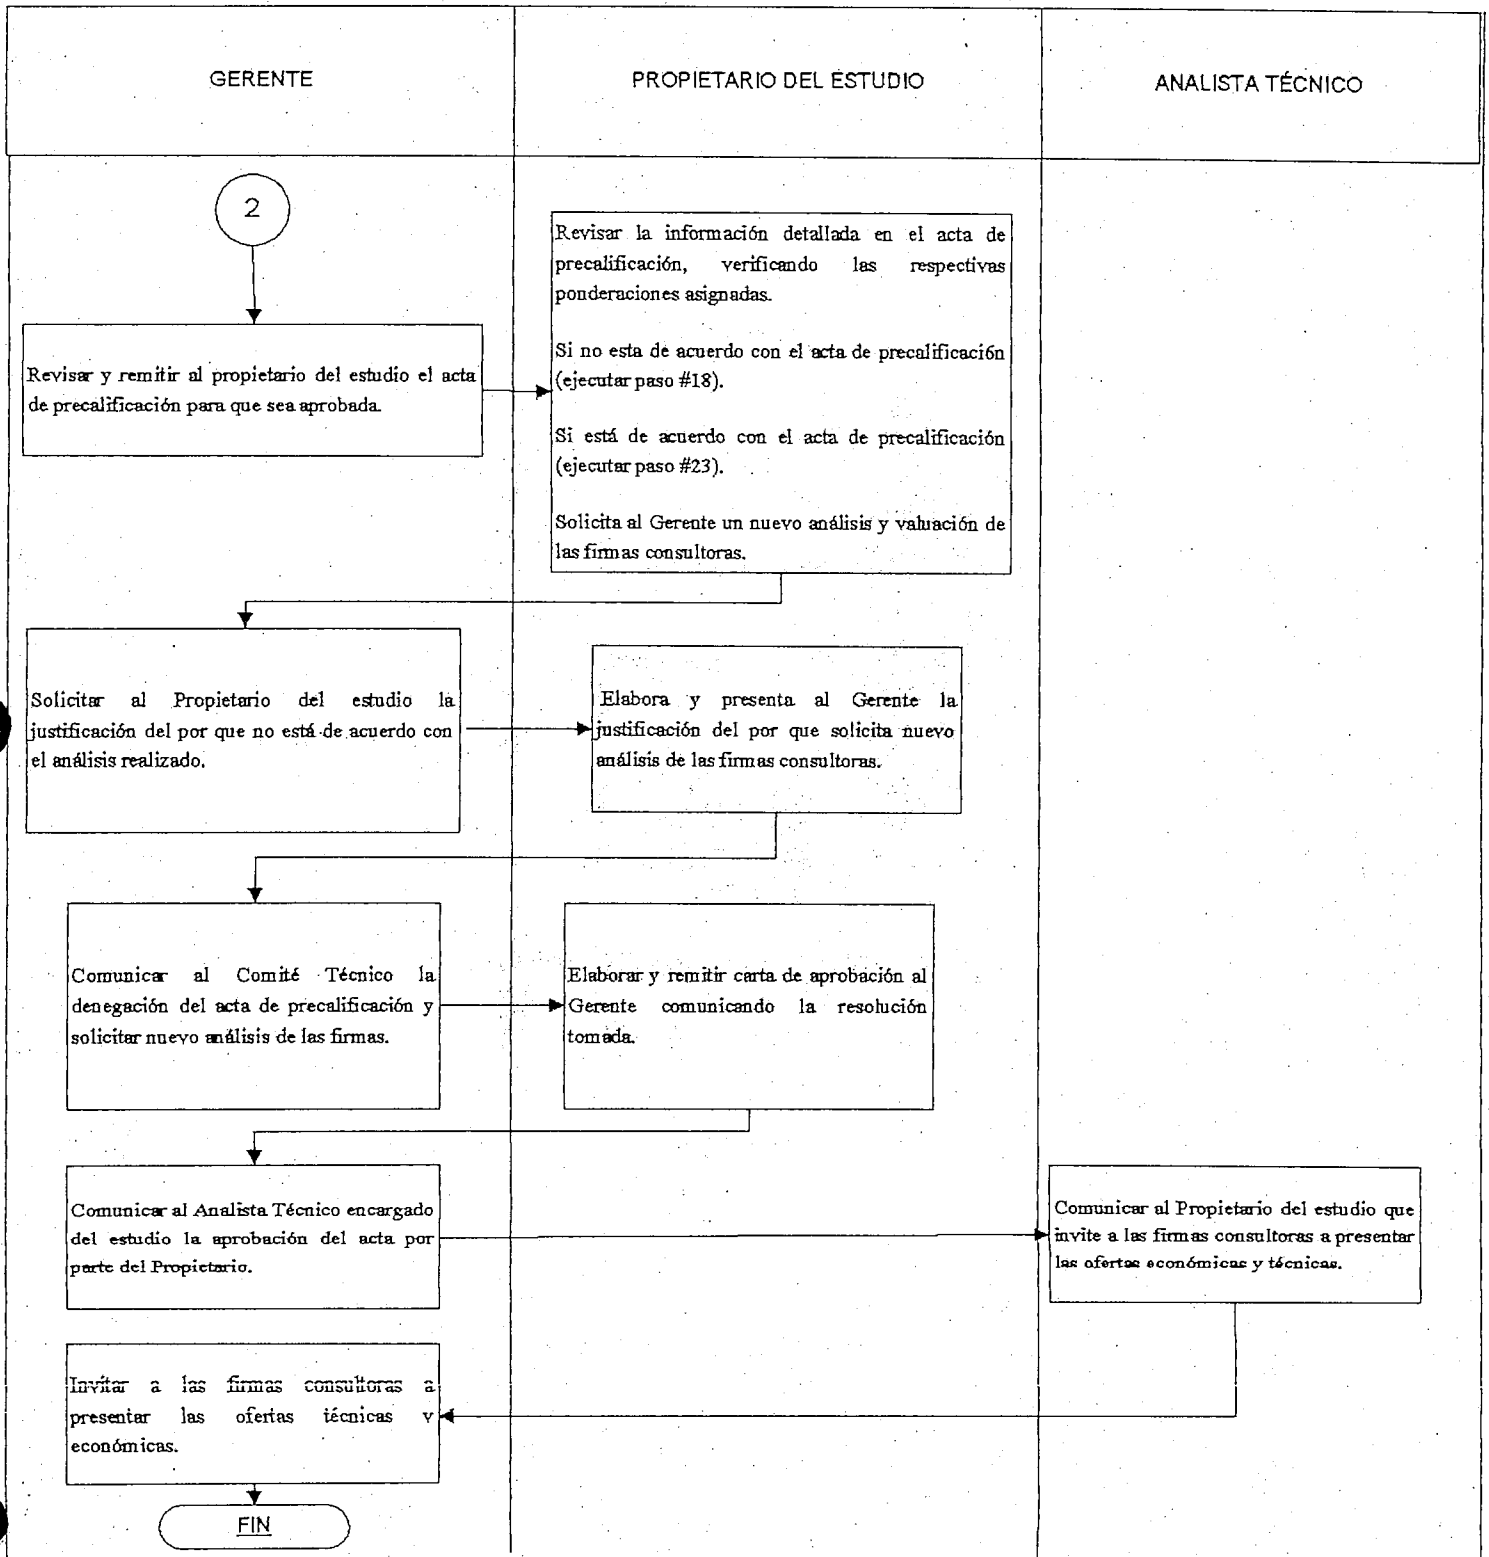 GERENTE
PROPIETARIO DEL ESTUDIO
ANALISTA TÉCNICO
2
Revisar y remitir al propietario del estudio el acta
de precalificación para que sea aprobada.
Revisar la información detallada en el acta de
precalificación, verificando las respectivas
ponderaciones asignadas.
Si no esta de acuerdo con el acta de precalificación
(ejecutar paso #18).
Si está de acuerdo con el acta de precalificación
(ejecutar paso #23).
Solicita al Gerente un nuevo análisis y valuación de
las firmas consultoras.
Solicitar al Propietario del estudio la
justificación del por que no está de acuerdo con
el análisis realizado.
Elabora y presenta al Gerente la
justificación del por que solicita nuevo
análisis de las firmas consultoras.
Comunicar al Comité Técnico la
denegación del acta de precalificación y
solicitar nuevo análisis de las firmas.
Elaborar y remitir carta de aprobación al
Gerente comunicando la resolución
tomada.
Comunicar al Analista Técnico encargado
del estudio la aprobación del acta por
parte del Propietario.
Comunicar al Propietario del estudio que
invite a las firmas consultoras a presentar
las ofertas económicas y técnicas.
Invitar a las firmas consultoras a
presentar las ofertas técnicas y
económicas.
FIN